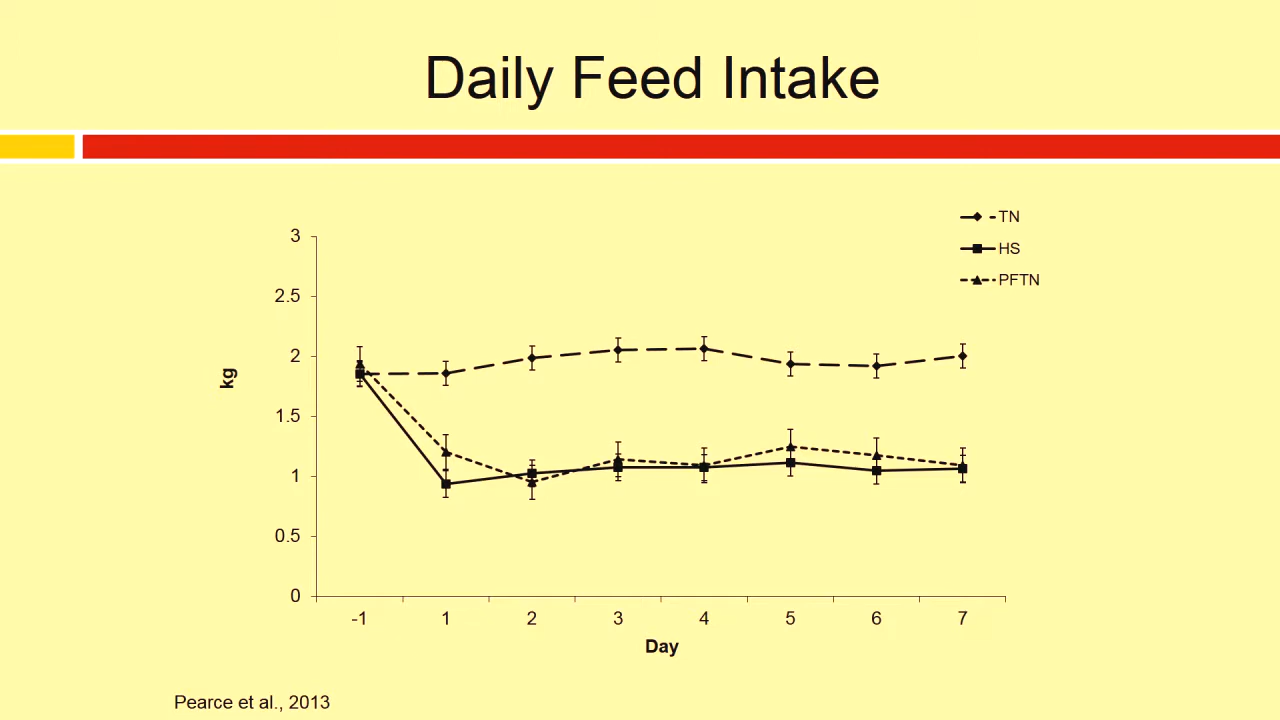 Daily Feed Intake
TN
HS
PFTN
3
2.5
2
1.5
1
0.5
0
kg
-1 1 2 3 4 5 6 7
Day
Pearce et al., 2013